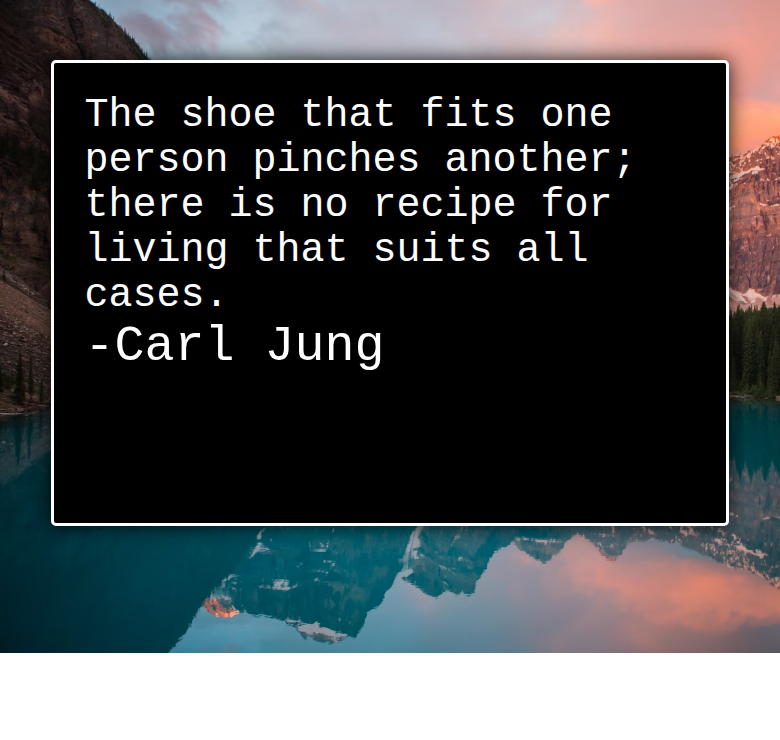 The shoe that fits one
person pinches another;
there is no recipe for
living that suits all
cases.
-Carl Jung